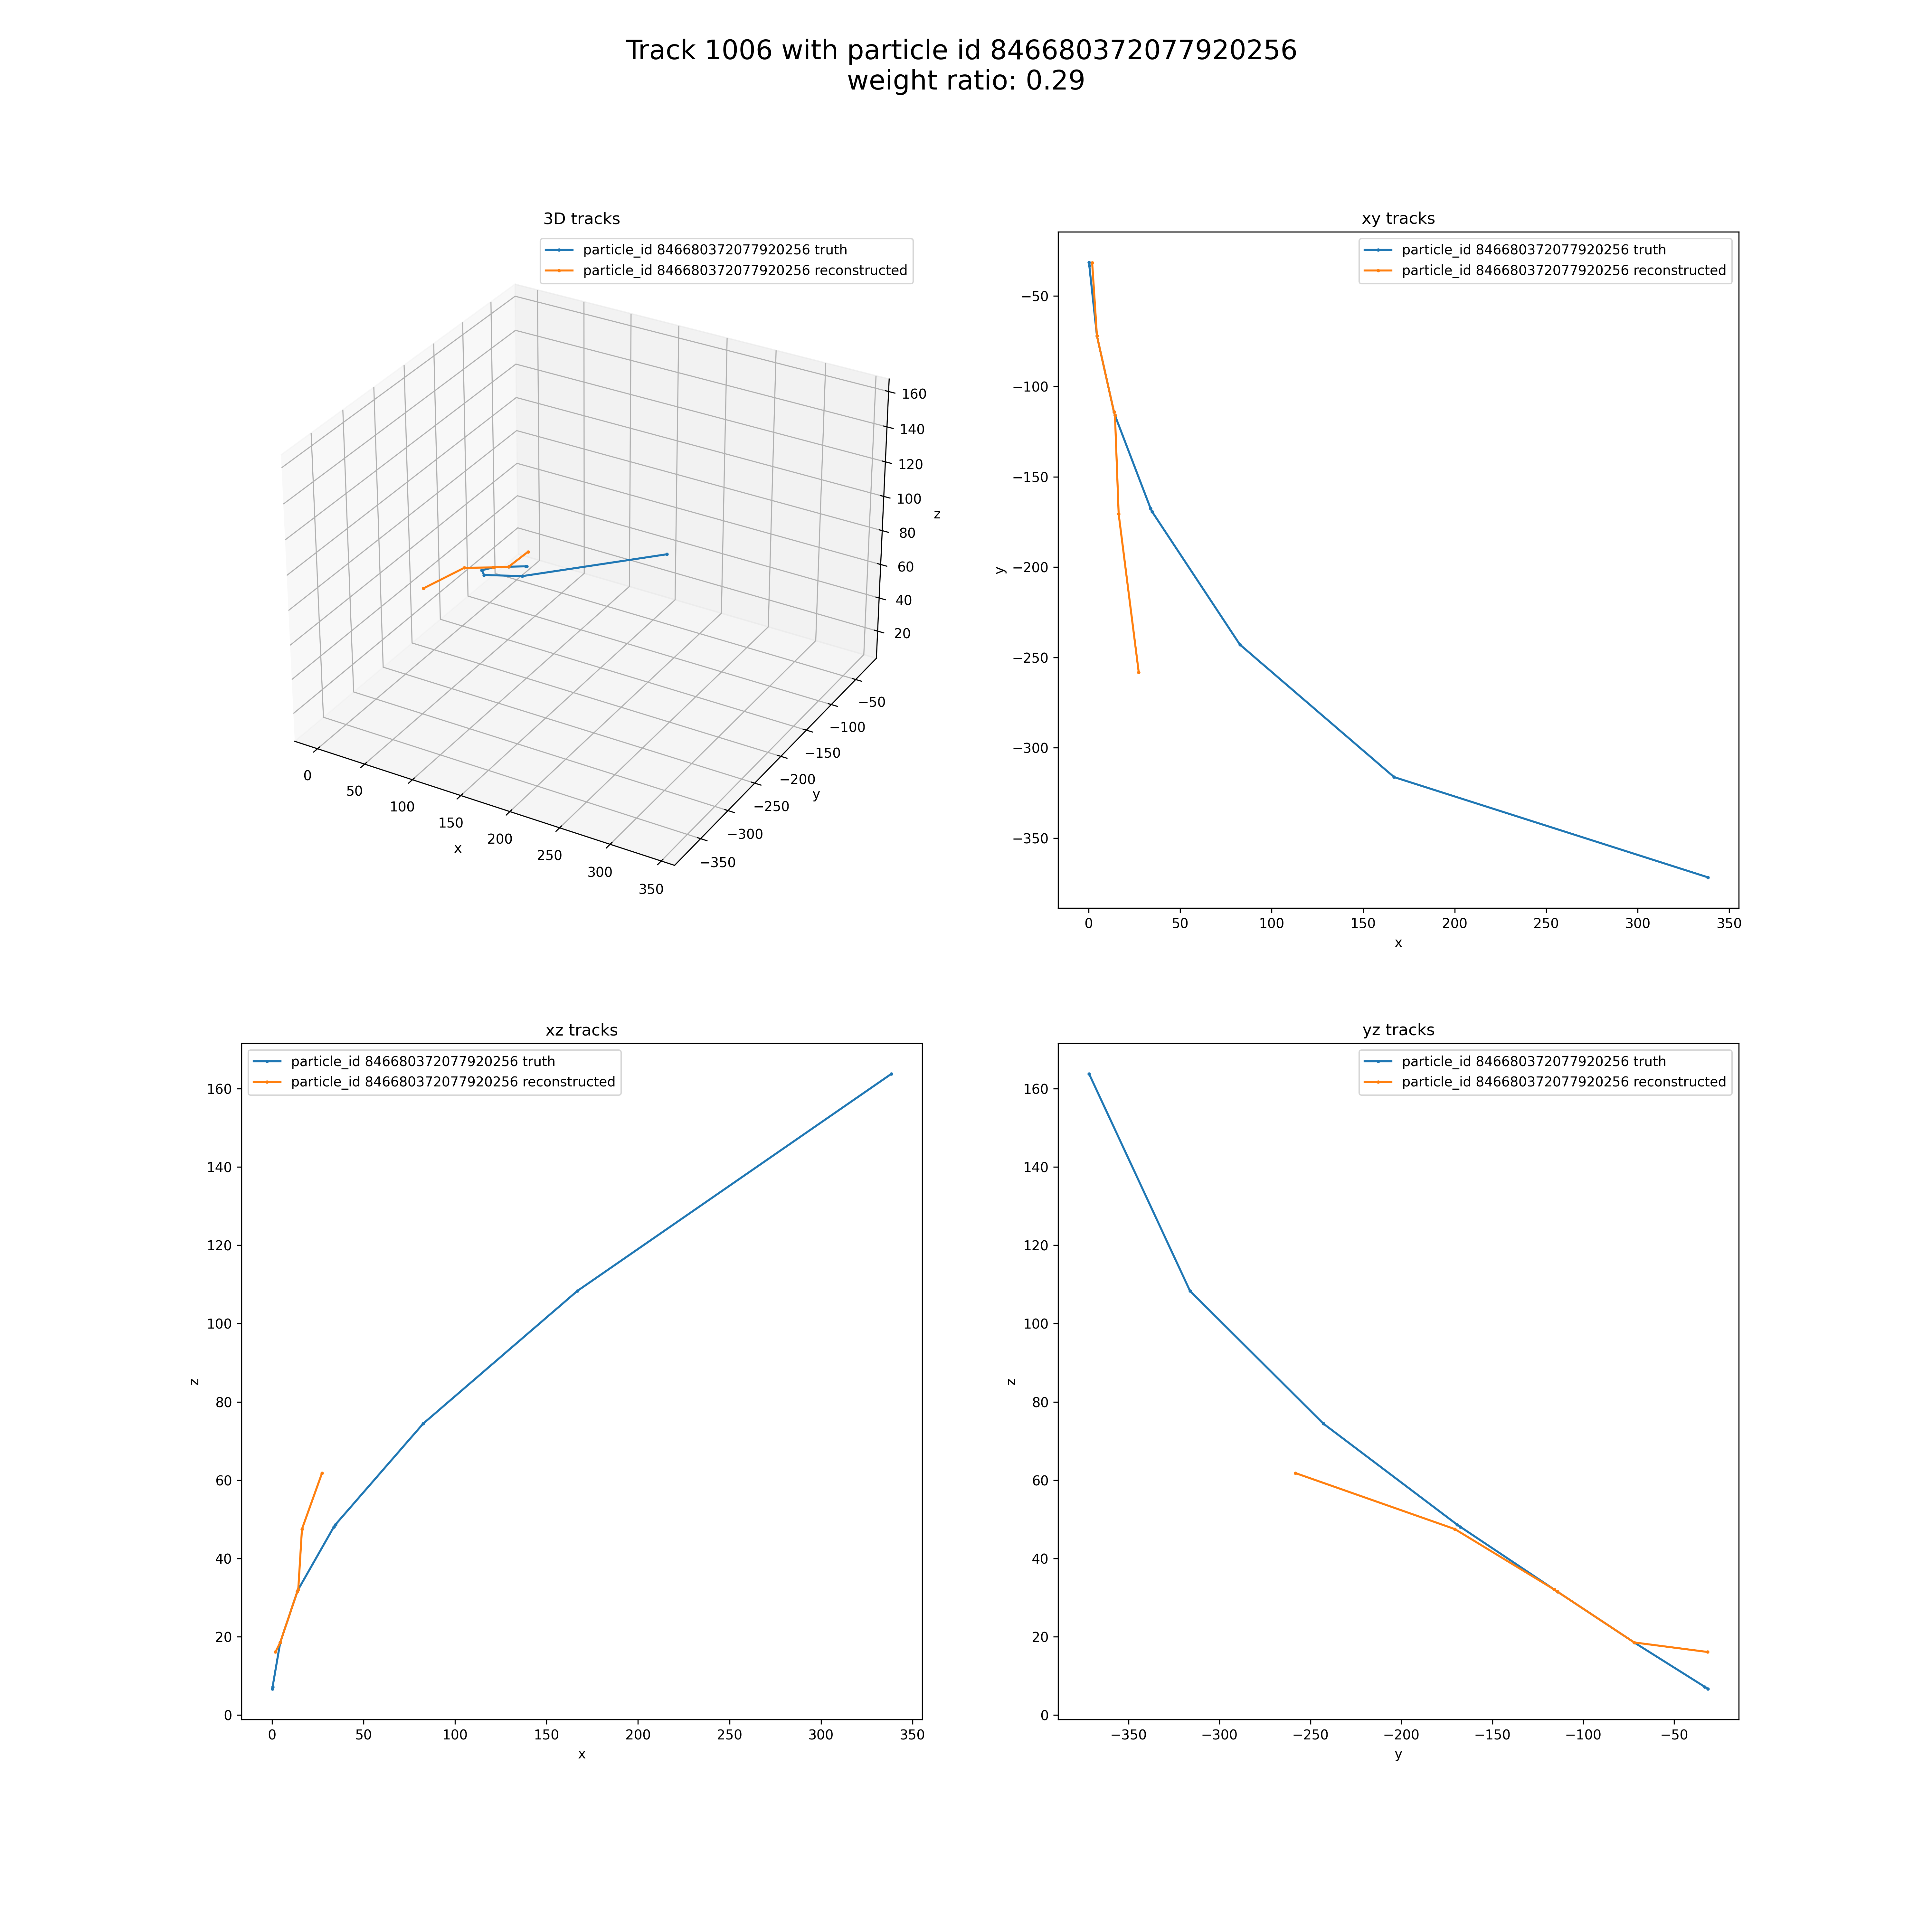 Track 1006 with particle id 846680372077920256
weight ratio: 0.29
3D tracks
particle_id 846680372077920256 truth
particle_id 846680372077920256 reconstructed
160
140
120
100
80
60
40
20
z
0
50
100
150
200
250
300
350
x
−50
−100
−150
−200
−250
−300
−350
y
xy tracks
particle_id 846680372077920256 truth
particle_id 846680372077920256 reconstructed
−50
−100
−150
−200
−250
−300
−350
y
0 50 100 150 200 250 300 350
x
xz tracks
particle_id 846680372077920256 truth
particle_id 846680372077920256 reconstructed
160
140
120
100
80
60
40
20
0
z
0 50 100 150 200 250 300 350
x
yz tracks
particle_id 846680372077920256 truth
particle_id 846680372077920256 reconstructed
160
140
120
100
80
60
40
20
0
z
−350 −300 −250 −200 −150 −100 −50
y